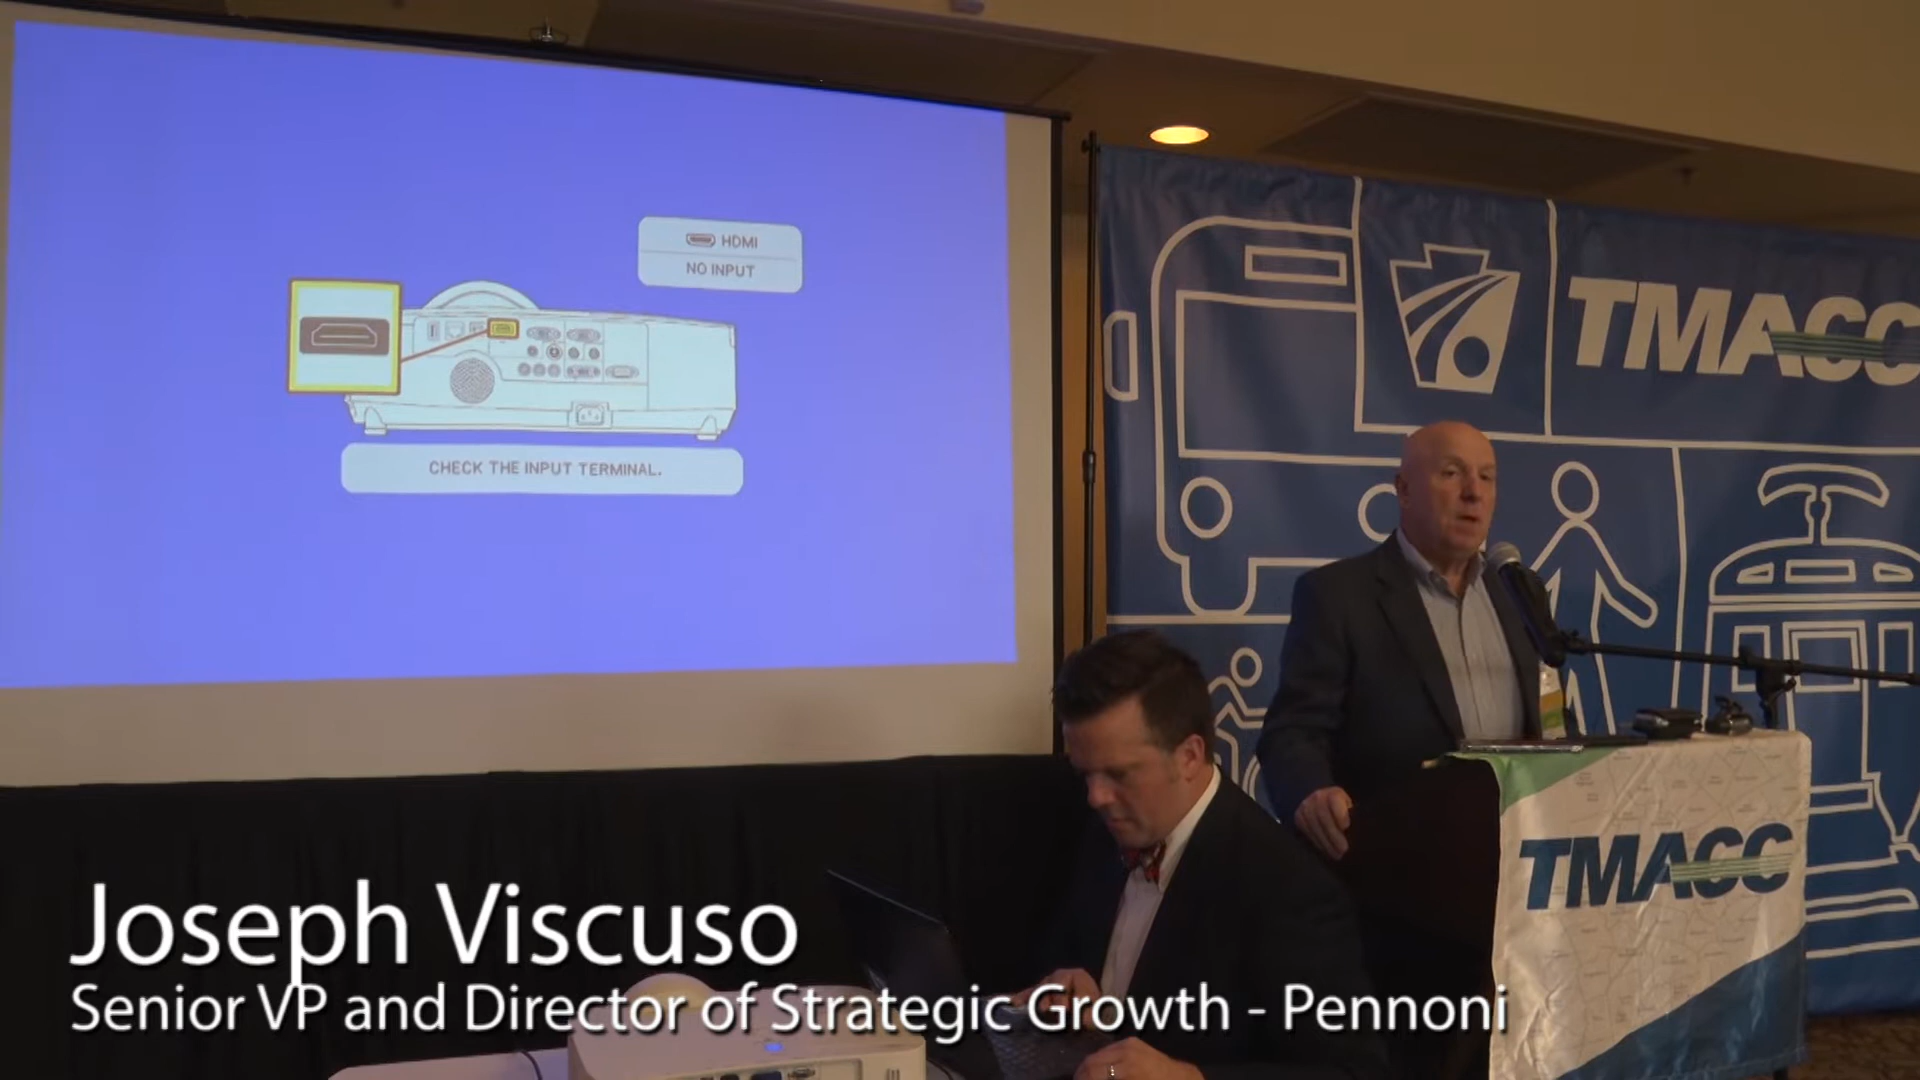 HDMI
NO INPUT
CHECK THE INPUT TERMINAL.
TMACC
TMACC
Joseph Viscuso
Senior VP and Director of Strategic Growth - Pennoni